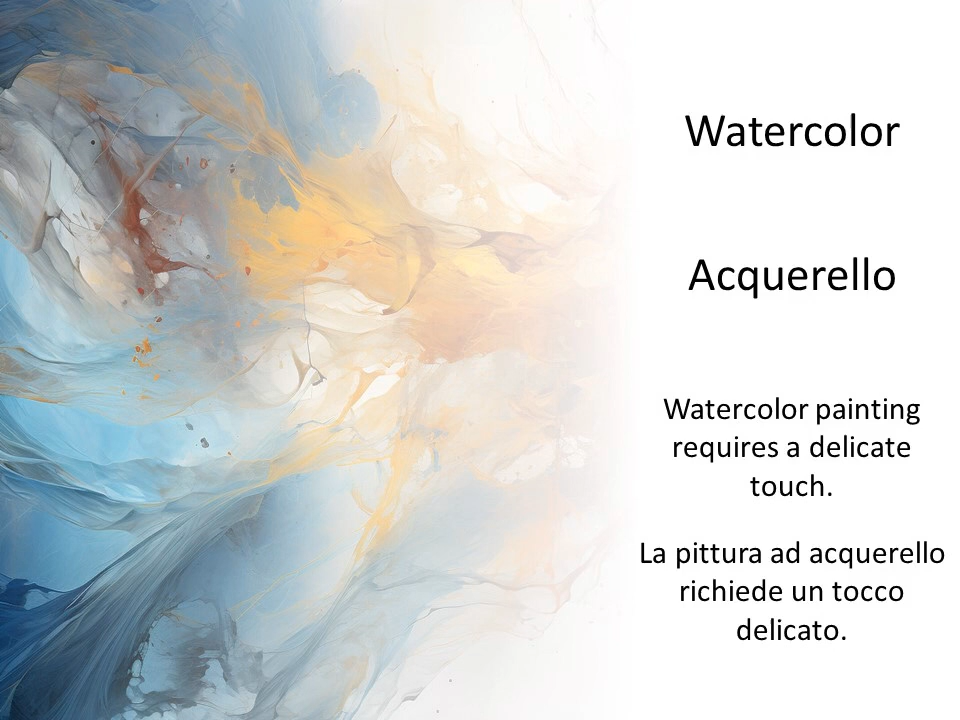 Watercolor
Acquerello
Watercolor painting
requires a delicate
touch.
La pittura ad acquerello
richiede un tocco
delicato.